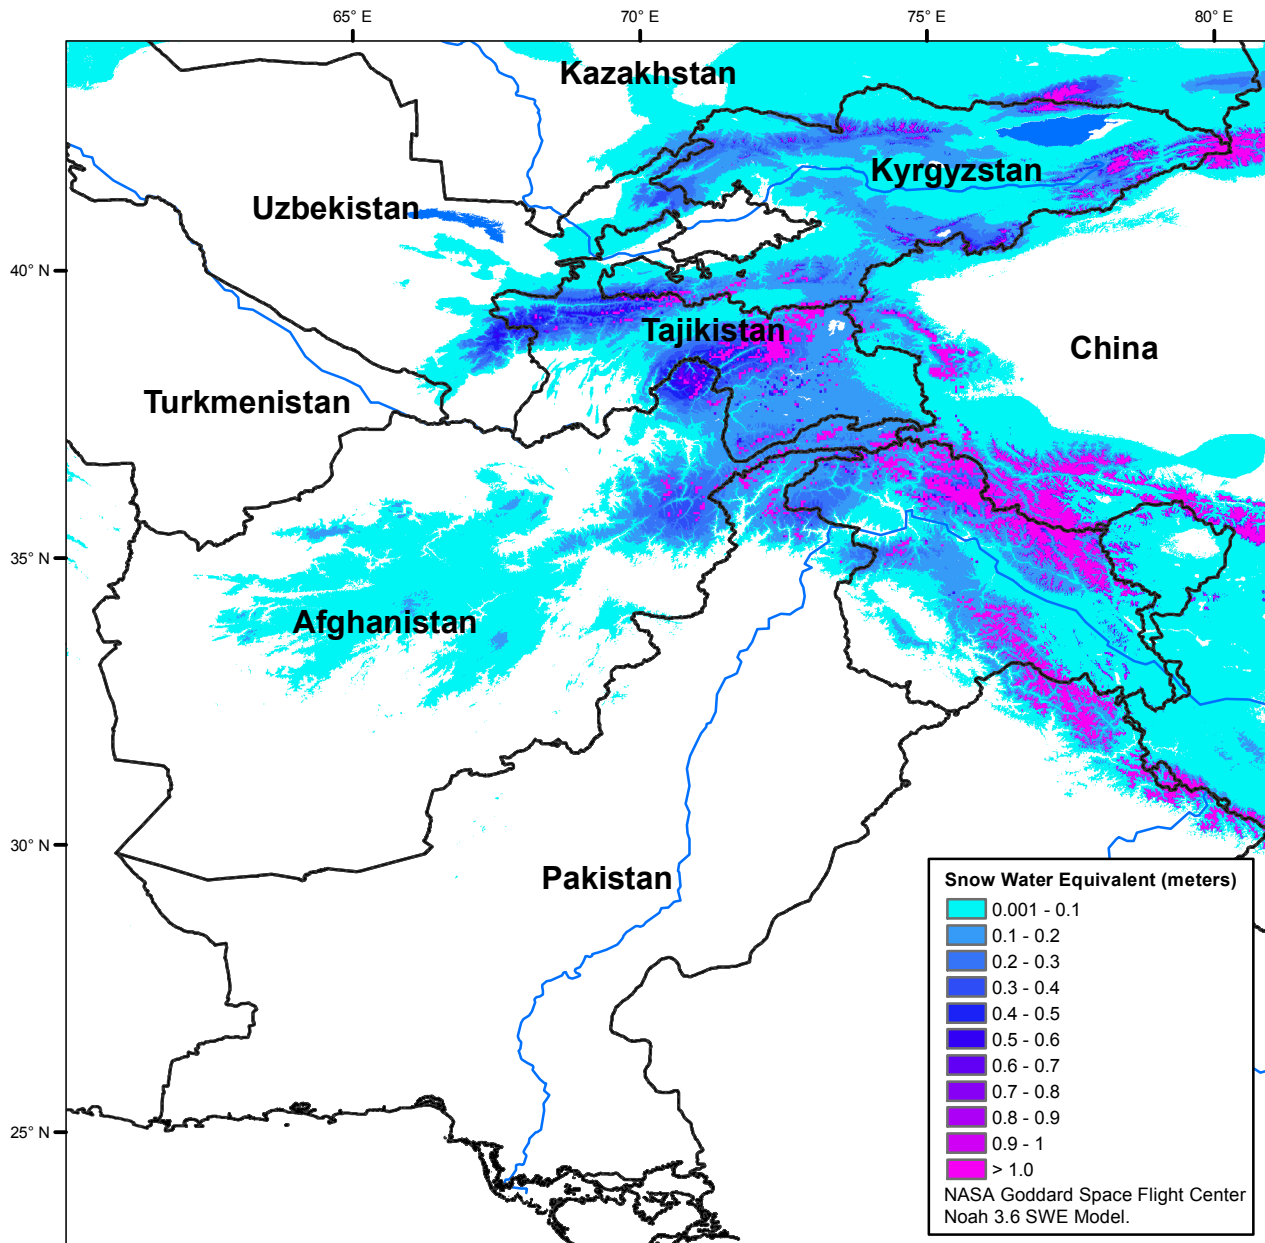 65° E
70° E
75° E
80° E
Kazakhstan
Kyrgyzstan
Uzbekistan
40° N
Tajikistan
China
Turkmenistan
35° N
Afghanistan
30° N
Pakistan
25° N
Snow Water Equivalent (meters)
0.001 - 0.1
0.1 - 0.2
0.2 - 0.3
0.3 - 0.4
0.4 - 0.5
0.5 - 0.6
0.6 - 0.7
0.7 - 0.8
0.8 - 0.9
0.9 - 1
> 1.0
NASA Goddard Space Flight Center
Noah 3.6 SWE Model.